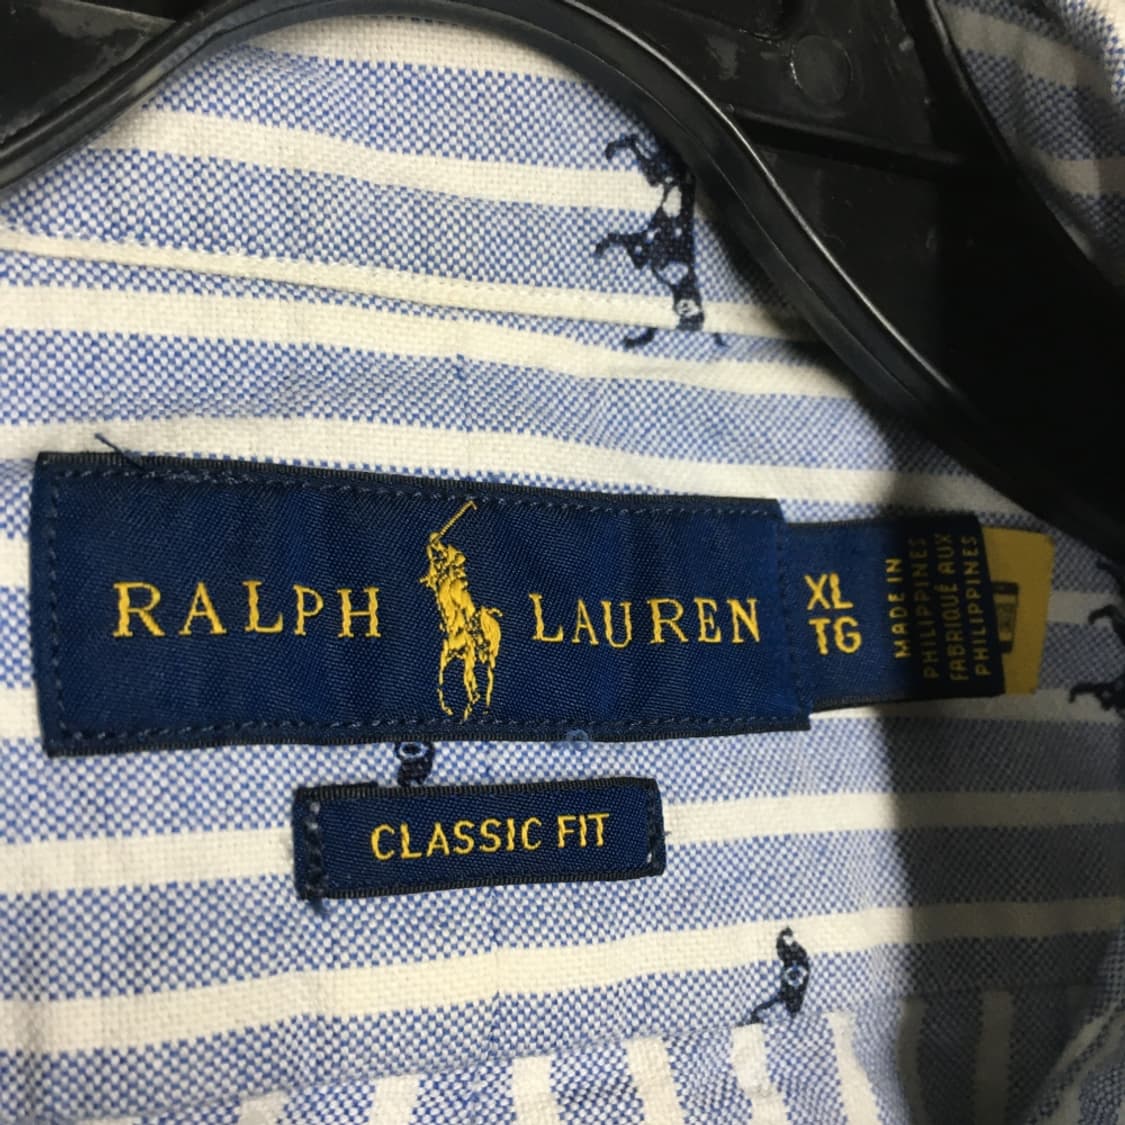 RALPH LAUREN
XL
TG
MADE IN
PHILIPPINES
FABRIQUÉ AUX
PHILIPPINES
CLASSIC FIT